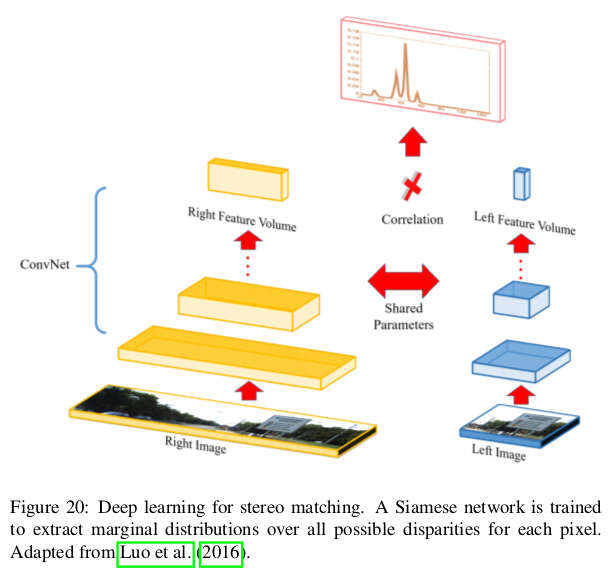 Right Feature Volume
Correlation
Left Feature Volume
ConvNet
Shared
Parameters
Right Image
Left Image
Figure 20: Deep learning for stereo matching. A Siamese network is trained
to extract marginal distributions over all possible disparities for each pixel.
Adapted from Luo et al. (2016).